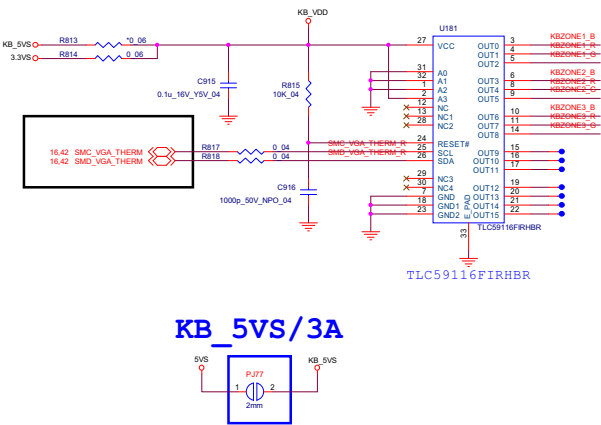 KB_VDD
KB_5VS
R813
*0_06
3.3VS
R814
0_06
C915
0.1u_16V_Y5V_04
R815
10K_04
U181
27 VCC OUT0 3 KBZONE1_B
OUT1 4 KBZONE1_R
OUT2 5 KBZONE1_G
31 A0
32 A1 OUT3 6 KBZONE2_B
1 A2 OUT4 8 KBZONE2_R
2 A3 OUT5 9 KBZONE2_G
12 NC
13 NC1 OUT6 10 KBZONE3_B
28 NC2 OUT7 11 KBZONE3_R
OUT8 14 KBZONE3_G
24 RESET#
16,42 SMC_VGA_THERM R817 0_04 SMC_VGA_THERM_R 25 SCL OUT9 15
16,42 SMD_VGA_THERM R818 0_04 SMD_VGA_THERM_R 26 SDA OUT10 16
OUT11 17
29 NC3
30 NC4 OUT12 19
7 GND OUT13 20
18 GND1 OUT14 21
23 GND2 OUT15 22
E_PAD
33
C916
1000p_50V_NPO_04
TLC59116FIRHBR
TLC59116FIRHBR
KB_5VS/3A
5VS
KB_5VS
PJ77
1 2
2mm